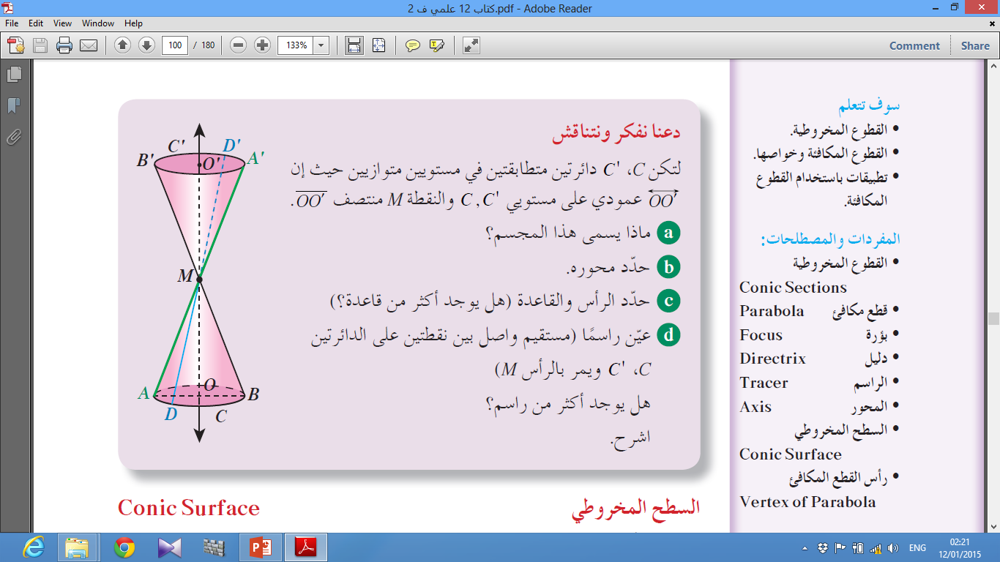 كتاب 12 علمي ف 2.pdf - Adobe Reader
File Edit View Window Help
100 / 180 133% Comment Share
دعنا نفكر ونتناقش
لتكن C، C' دائرتين متطابقتين في مستويين متوازيين حيث إن
OO' عمودي على مستويي C, C' والنقطة M منتصف OO'.
a ماذا يسمى هذا المجسم؟
b حدّد محوره.
c حدّد الرأس والقاعدة (هل يوجد أكثر من قاعدة؟)
d عيّن راسمًا (مستقيم واصل بين نقطتين على الدائرتين
C، C' ويمر بالرأس M)
هل يوجد أكثر من راسم؟
اشرح.
C' D'
B' O' A'
M
A O B
D C
السطح المخروطي Conic Surface
سوف تتعلم
• القطوع المخروطية.
• القطوع المكافئة وخواصها.
• تطبيقات باستخدام القطوع
المكافئة.
المفردات والمصطلحات:
• القطوع المخروطية
Conic Sections
• قطع مكافئ Parabola
• بؤرة Focus
• دليل Directrix
• الراسم Tracer
• المحور Axis
• السطح المخروطي
Conic Surface
• رأس القطع المكافئ
Vertex of Parabola
ENG 02:21
12/01/2015